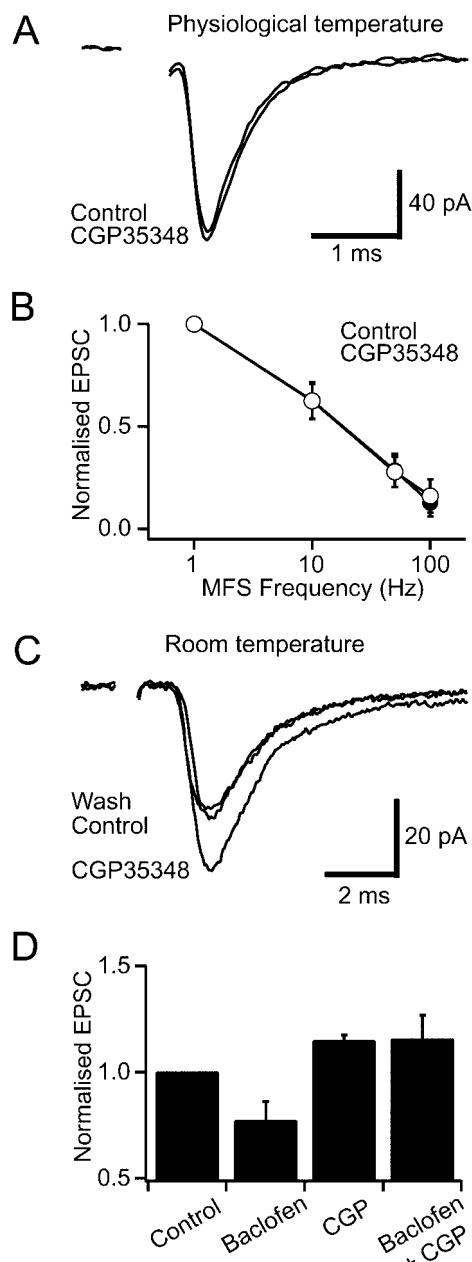 A
Physiological temperature
Control
CGP35348
40 pA
1 ms
B
Normalised EPSC
1.0
0.5
0.0
Control
CGP35348
1
10
100
MFS Frequency (Hz)
C
Room temperature
Wash
Control
CGP35348
20 pA
2 ms
D
Normalised EPSC
1.5
1.0
0.5
Control
Baclofen
CGP
Baclofen
+ CGP